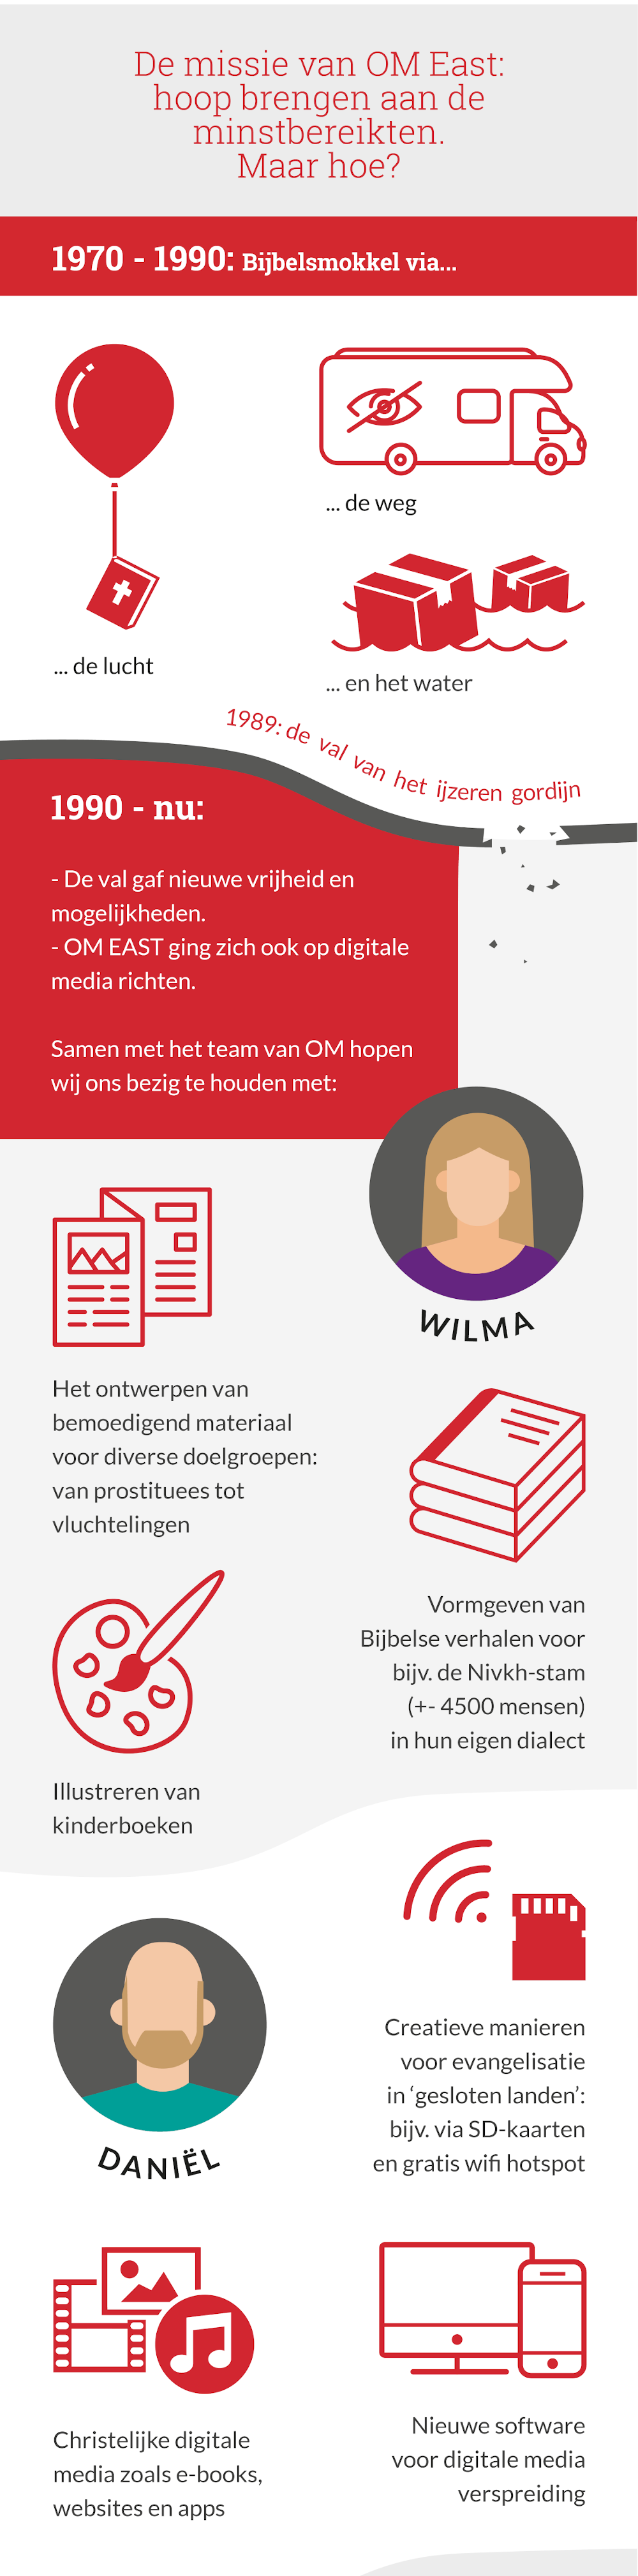 De missie van OM East:
hoop brengen aan de
minstbereikten.
Maar hoe?
1970 - 1990: Bijbelsmokkel via...
... de weg
... de lucht
... en het water
1989: de val van het ijzeren gordijn
1990 - nu:
- De val gaf nieuwe vrijheid en
mogelijkheden.
- OM EAST ging zich ook op digitale
media richten.
Samen met het team van OM hopen
wij ons bezig te houden met:
WILMA
Het ontwerpen van
bemoedigend materiaal
voor diverse doelgroepen:
van prostituees tot
vluchtelingen
Vormgeven van
Bijbelse verhalen voor
bijv. de Nivkh-stam
(+- 4500 mensen)
in hun eigen dialect
Illustreren van
kinderboeken
DANIËL
Creatieve manieren
voor evangelisatie
in ‘gesloten landen’:
bijv. via SD-kaarten
en gratis wifi hotspot
Christelijke digitale
media zoals e-books,
websites en apps
Nieuwe software
voor digitale media
verspreiding